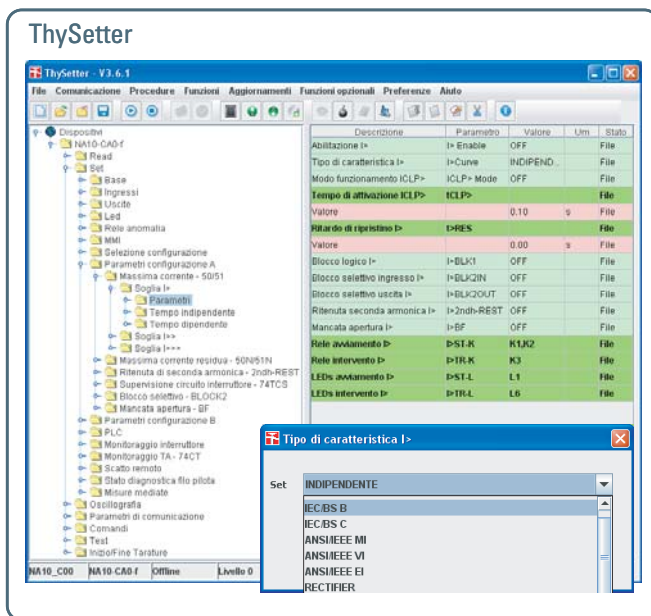 ThySetter
ThySetter - V3.6.1
File Comunicazione Procedure Funzioni Aggiornamenti Funzioni opzionali Preferenze Aiuto
Dispositivi
NA10-CA0-f
Read
Set
Base
Ingressi
Uscite
Led
Rele anomalia
MMI
Selezione configurazione
Parametri configurazione A
Massima corrente - 50/51
Soglia I>
Parametri
Tempo indipendente
Tempo dipendente
Soglia I>>
Soglia I>>>
Massima corrente residua - 50N/51N
Ritenuta di seconda armonica - 2ndh-REST
Supervisione circuito interruttore - 74TCS
Blocco selettivo - BLOCK2
Mancata apertura - BF
Parametri configurazione B
PLC
Monitoraggio interruttore
Monitoraggio TA - 74CT
Scatto remoto
Stato diagnostica filo pilota
Misure mediate
Oscillografia
Parametri di comunicazione
Comandi
Test
Inizio/Fine Tarature
Descrizione Parametro Valore Um Stato
Abilitazione I> I> Enable OFF File
Tipo di caratteristica I> I>Curve INDIPEND... File
Modo funzionamento ICLP> ICLP> Mode OFF File
Tempo di attivazione ICLP> tCLP> File
Valore 0.10 s File
Ritardo di ripristino I> t>RES File
Valore 0.00 s File
Blocco logico I> I>BLK1 OFF File
Blocco selettivo ingresso I> I>BLK2IN OFF File
Blocco selettivo uscita I> I>BLK2OUT OFF File
Ritenuta seconda armonica I> I>2ndh-REST OFF File
Mancata apertura I> I>BF OFF File
Rele avviamento I> I>ST-K K1,K2 File
Rele intervento I> I>TR-K K3 File
LEDs avviamento I> I>ST-L L1 File
LEDs intervento I> I>TR-L L6 File
NA10_C00 NA10-CA0-f Offline Livello 0
Tipo di caratteristica I>
Set INDIPENDENTE
IEC/BS B
IEC/BS C
ANSI/IEEE MI
ANSI/IEEE VI
ANSI/IEEE EI
RECTIFIER